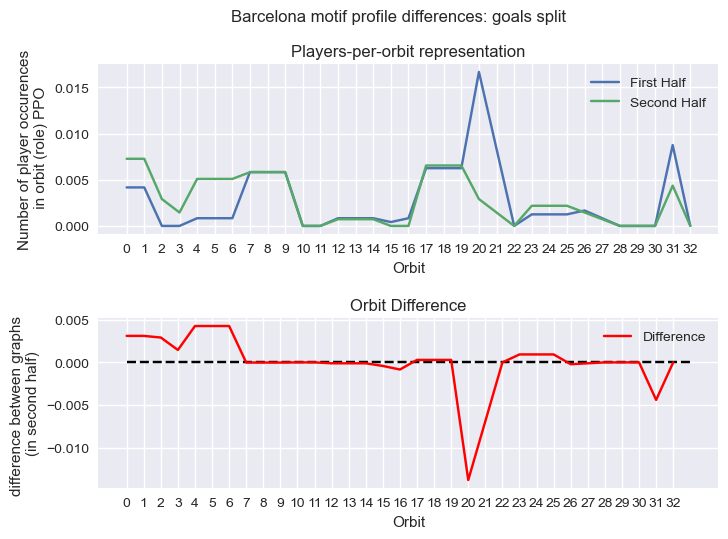 Barcelona motif profile differences: goals split
Players-per-orbit representation
Number of player occurences
in orbit (role) PPO
0.015
0.010
0.005
0.000
First Half
Second Half
0 1 2 3 4 5 6 7 8 9 10 11 12 13 14 15 16 17 18 19 20 21 22 23 24 25 26 27 28 29 30 31 32
Orbit
Orbit Difference
difference between graphs
(in second half)
0.005
0.000
−0.005
−0.010
Difference
0 1 2 3 4 5 6 7 8 9 10 11 12 13 14 15 16 17 18 19 20 21 22 23 24 25 26 27 28 29 30 31 32
Orbit